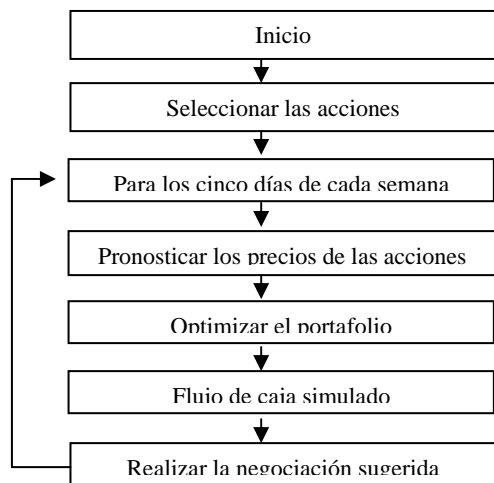 Inicio
Seleccionar las acciones
Para los cinco días de cada semana
Pronosticar los precios de las acciones
Optimizar el portafolio
Flujo de caja simulado
Realizar la negociación sugerida